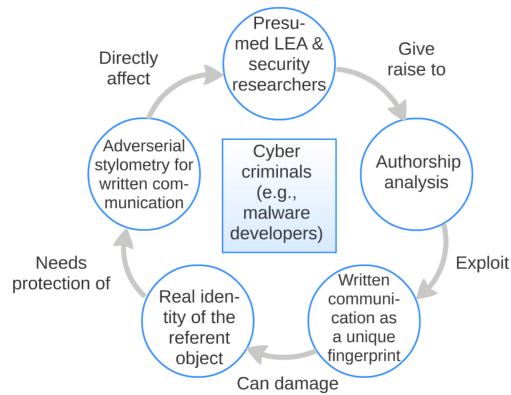 Presu-
med LEA &
security
researchers
Give
raise to
Authorship
analysis
Exploit
Written
communi-
cation as
a unique
fingerprint
Can damage
Real iden-
tity of the
referent
object
Needs
protection of
Adverserial
stylometry for
written com-
munication
Directly
affect
Cyber
criminals
(e.g.,
malware
developers)